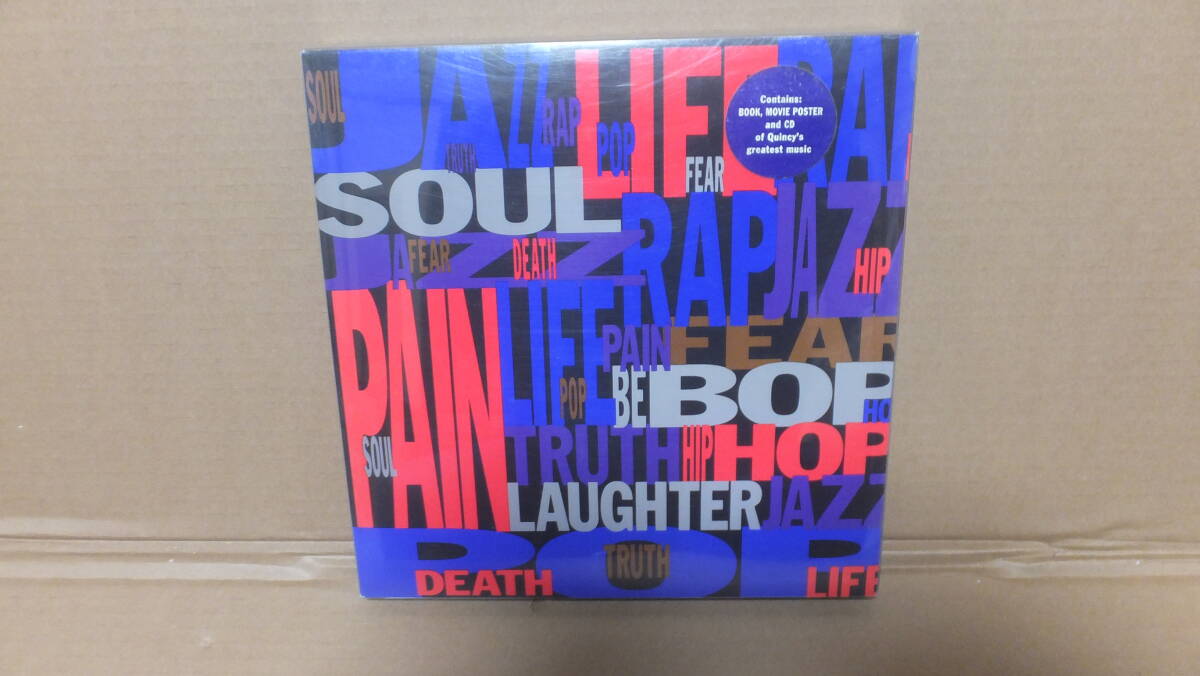 SOUL
JAZZ
RAP
LIFE
RAP
Contains:
BOOK, MOVIE POSTER
and CD
of Quincy's
greatest music
TRUTH
POP
FEAR
SOUL
RAP
JAZZ
JAZZ
FEAR
DEATH
HIP
PAIN
LIFE
PAIN
FEAR
POP
BE
BOP
HO
SOUL
TRUTH
HIP
HOP
LAUGHTER
JAZZ
POP
TRUTH
DEATH
LIFE